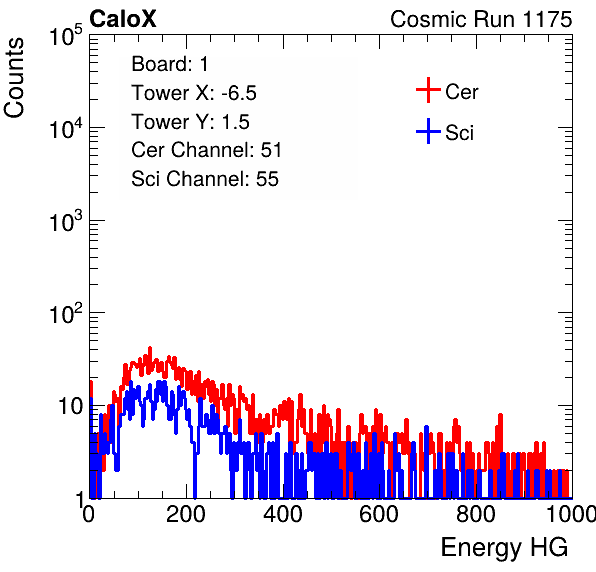 CaloX
Cosmic Run 1175
Counts
Board: 1
Tower X: -6.5
Tower Y: 1.5
Cer Channel: 51
Sci Channel: 55
Cer
Sci
10^5
10^4
10^3
10^2
10
1
0
200
400
600
800
1000
Energy HG